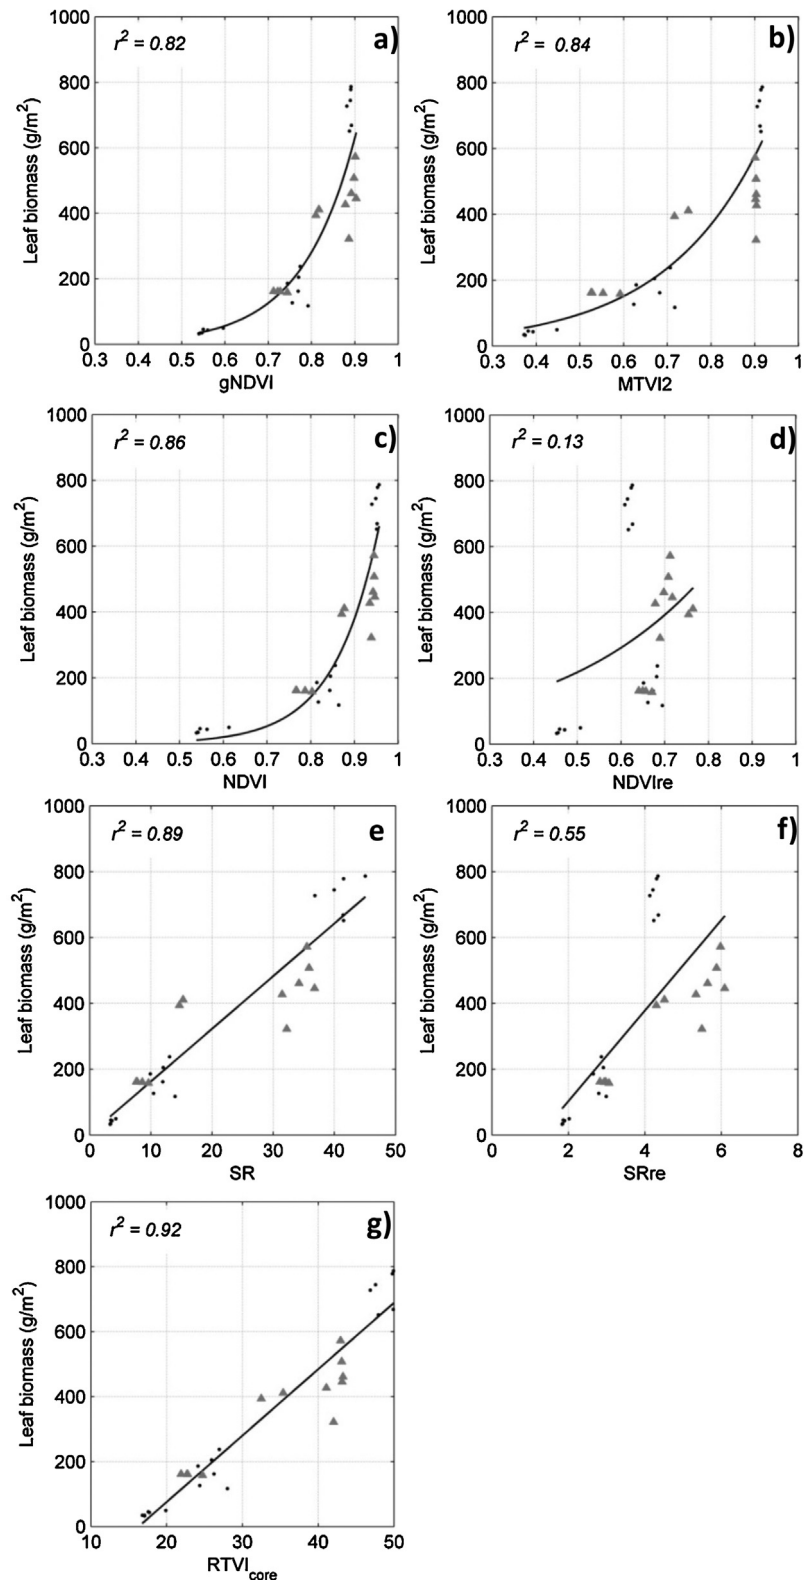 1000
800
600
400
200
0
Leaf biomass (g/m²)
r² = 0.82
a)
0.3 0.4 0.5 0.6 0.7 0.8 0.9 1
gNDVI
1000
800
600
400
200
0
Leaf biomass (g/m²)
r² = 0.84
b)
0.3 0.4 0.5 0.6 0.7 0.8 0.9 1
MTVI2
1000
800
600
400
200
0
Leaf biomass (g/m²)
r² = 0.86
c)
0.3 0.4 0.5 0.6 0.7 0.8 0.9 1
NDVI
1000
800
600
400
200
0
Leaf biomass (g/m²)
r² = 0.13
d)
0.3 0.4 0.5 0.6 0.7 0.8 0.9 1
NDVIre
1000
800
600
400
200
0
Leaf biomass (g/m²)
r² = 0.89
e)
0 10 20 30 40 50
SR
1000
800
600
400
200
0
Leaf biomass (g/m²)
r² = 0.55
f)
0 2 4 6 8
SRre
1000
800
600
400
200
0
Leaf biomass (g/m²)
r² = 0.92
g)
10 20 30 40 50
RTVIcore